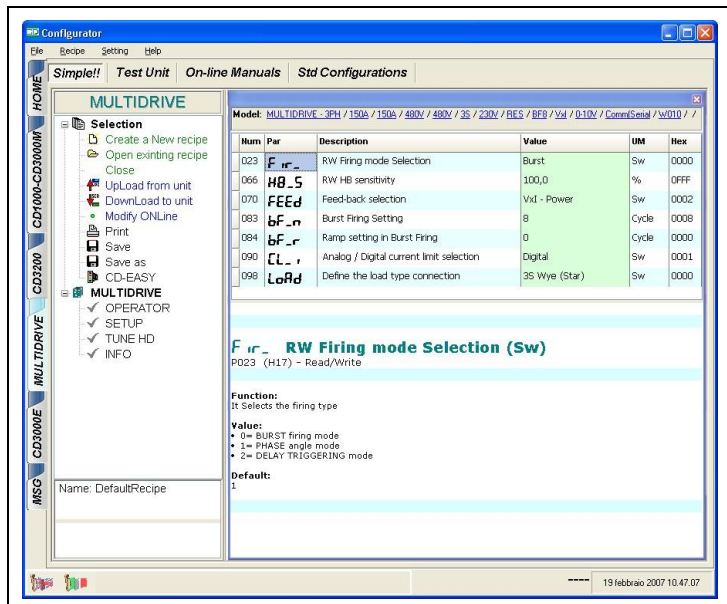 Configurator
File Recipe Setting Help
Simple!! Test Unit On-line Manuals Std Configurations
HOME
CD1000-CD3000M
CD3200
MULTIDRIVE
CD3000E
MSG
MULTIDRIVE
Selection
Create a New recipe
Open exinting recipe
Close
UpLoad from unit
DownLoad to unit
Modify ONLine
Print
Save
Save as
CD-EASY
MULTIDRIVE
OPERATOR
SETUP
TUNE HD
INFO
Name: DefaultRecipe
Model: MULTIDRIVE - 3PH / 150A / 150A / 480V / 480V / 3S / 230V / RES / BF8 / VxI / 0-10V / Comm(Serial / W010 / /
Num Par Description Value UM Hex
023 Fir_ RW Firing mode Selection Burst Sw 0000
066 HB_S RW HB sensitivity 100,0 % 0FFF
070 FEEd Feed-back selection VxI - Power Sw 0002
083 bF_n Burst Firing Setting 8 Cycle 0008
084 bF_r Ramp setting in Burst Firing 0 Cycle 0000
090 CL_i Analog / Digital current limit selection Digital Sw 0001
098 LoAd Define the load type connection 3S Wye (Star) Sw 0000
Fir_ RW Firing mode Selection (Sw)
P023 (H17) - Read/Write
Function:
It Selects the firing type
Value:
• 0= BURST firing mode
• 1= PHASE angle mode
• 2= DELAY TRIGGERING mode
Default:
1
---- 19 febbraio 2007 10.47.07